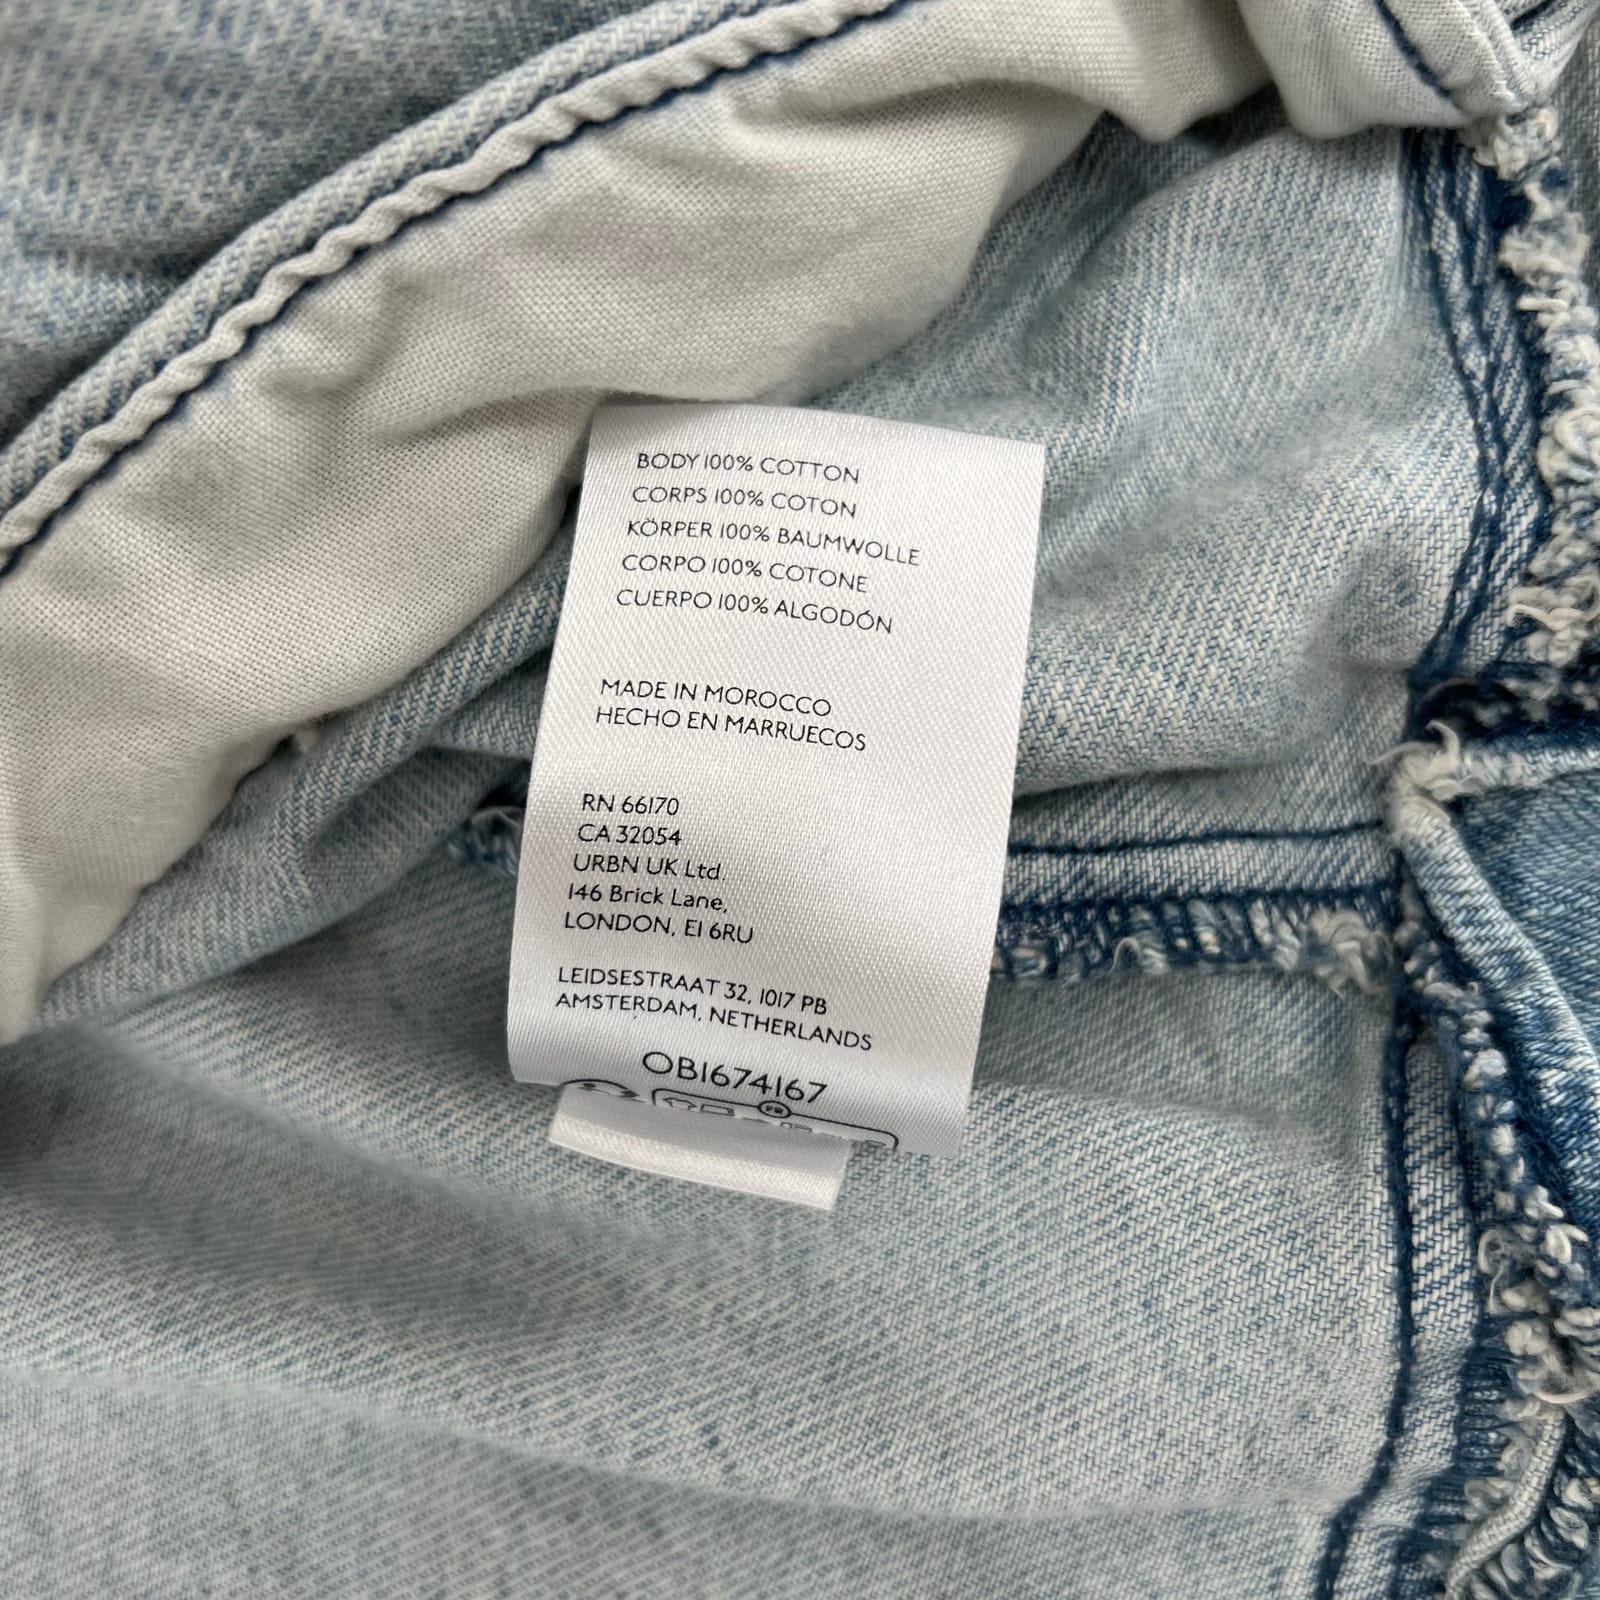 BODY 100% COTTON
CORPS 100% COTON
KÖRPER 100% BAUMWOLLE
CORPO 100% COTONE
CUERPO 100% ALGODÓN
MADE IN MOROCCO
HECHO EN MARRUECOS
RN 66170
CA 32054
URBN UK Ltd.
146 Brick Lane,
LONDON, E1 6RU
LEIDSESTRAAT 32, 1017 PB
AMSTERDAM, NETHERLANDS
OB1674167
FR